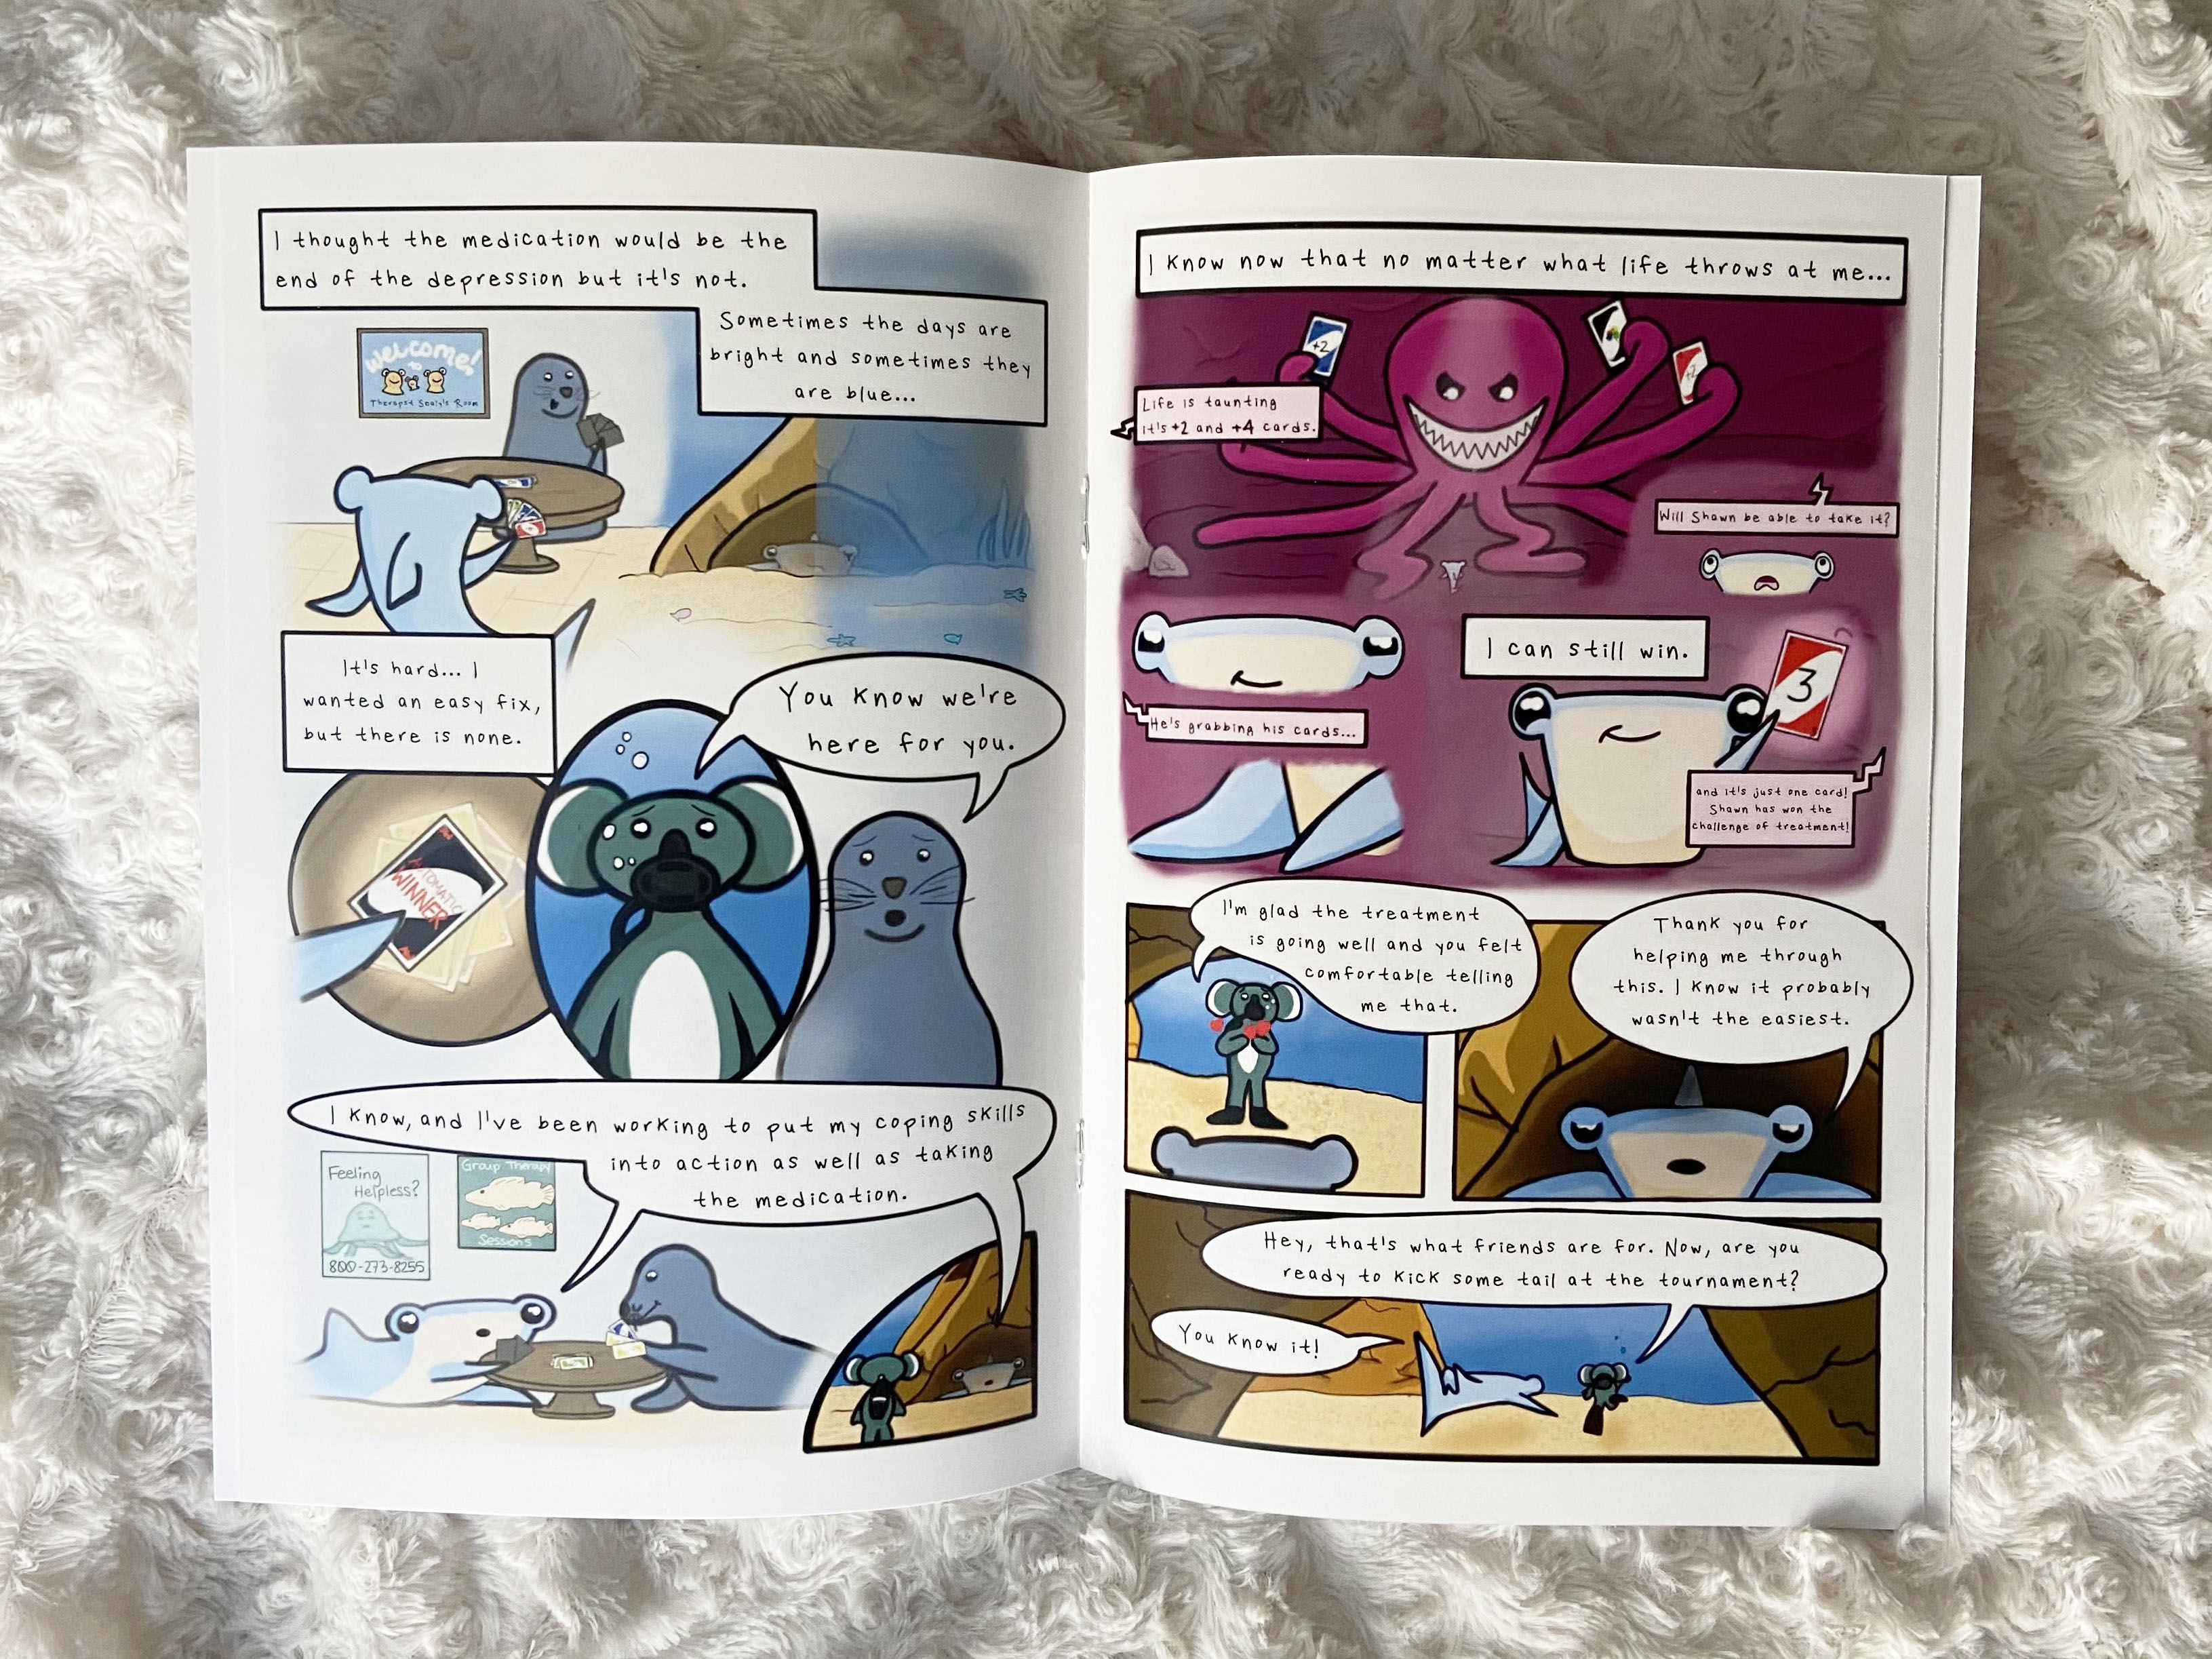 I thought the medication would be the
end of the depression but it's not.
Sometimes the days are
bright and sometimes they
are blue...
Welcome!
to
Therapist Sealy's Room
It's hard... I
wanted an easy fix,
but there is none.
You know we're
here for you.
AUTOMATIC
WINNER
I know, and I've been working to put my coping skills
into action as well as taking
the medication.
Feeling
Helpless?
800-273-8255
Group Therapy
Sessions
I know now that no matter what life throws at me...
+2
+2
Life is taunting
it's +2 and +4 cards.
Will Shawn be able to take it?
He's grabbing his cards...
I can still win.
3
and it's just one card!
Shawn has won the
challenge of treatment!
I'm glad the treatment
is going well and you felt
comfortable telling
me that.
Thank you for
helping me through
this. I know it probably
wasn't the easiest.
Hey, that's what friends are for. Now, are you
ready to kick some tail at the tournament?
You know it!